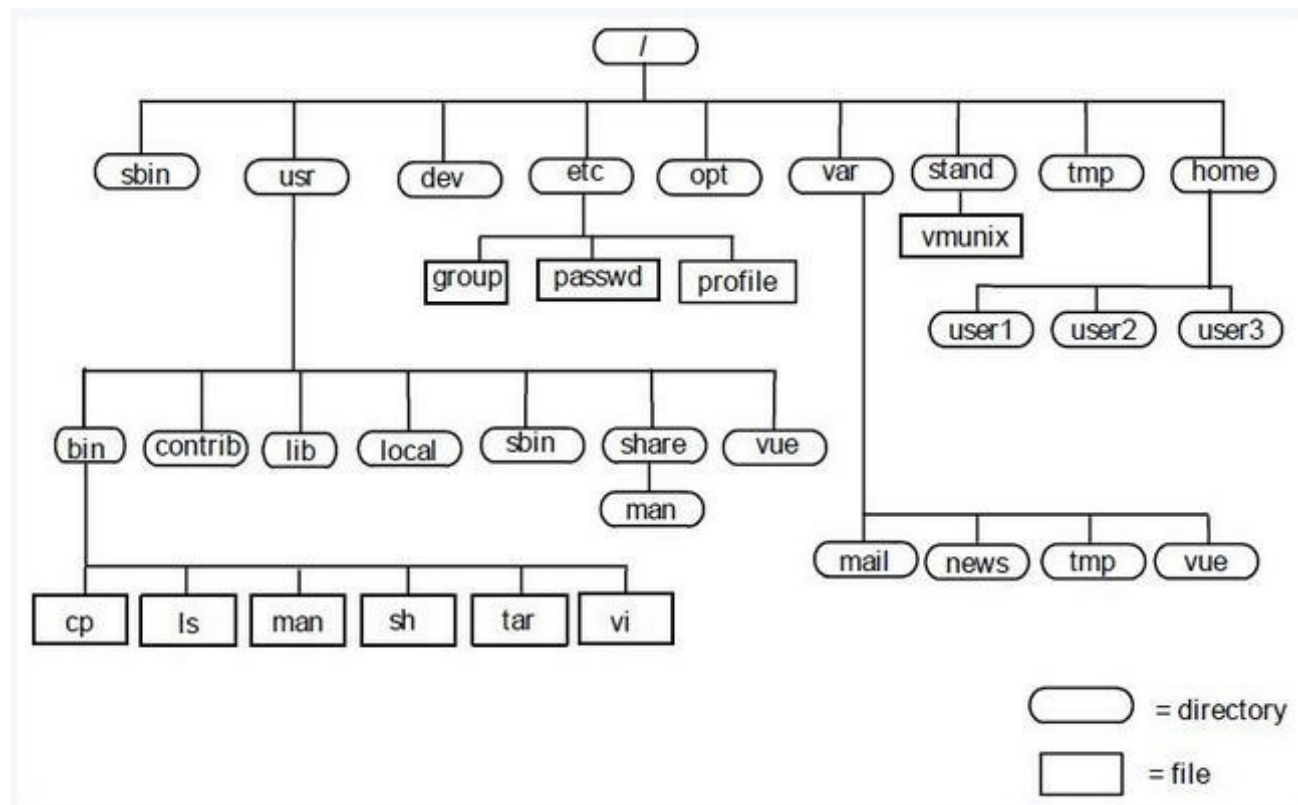 /
sbin usr dev etc opt var stand tmp home
vmunix
group passwd profile
user1 user2 user3
bin contrib lib local sbin share vue
man
mail news tmp vue
cp ls man sh tar vi
= directory
= file